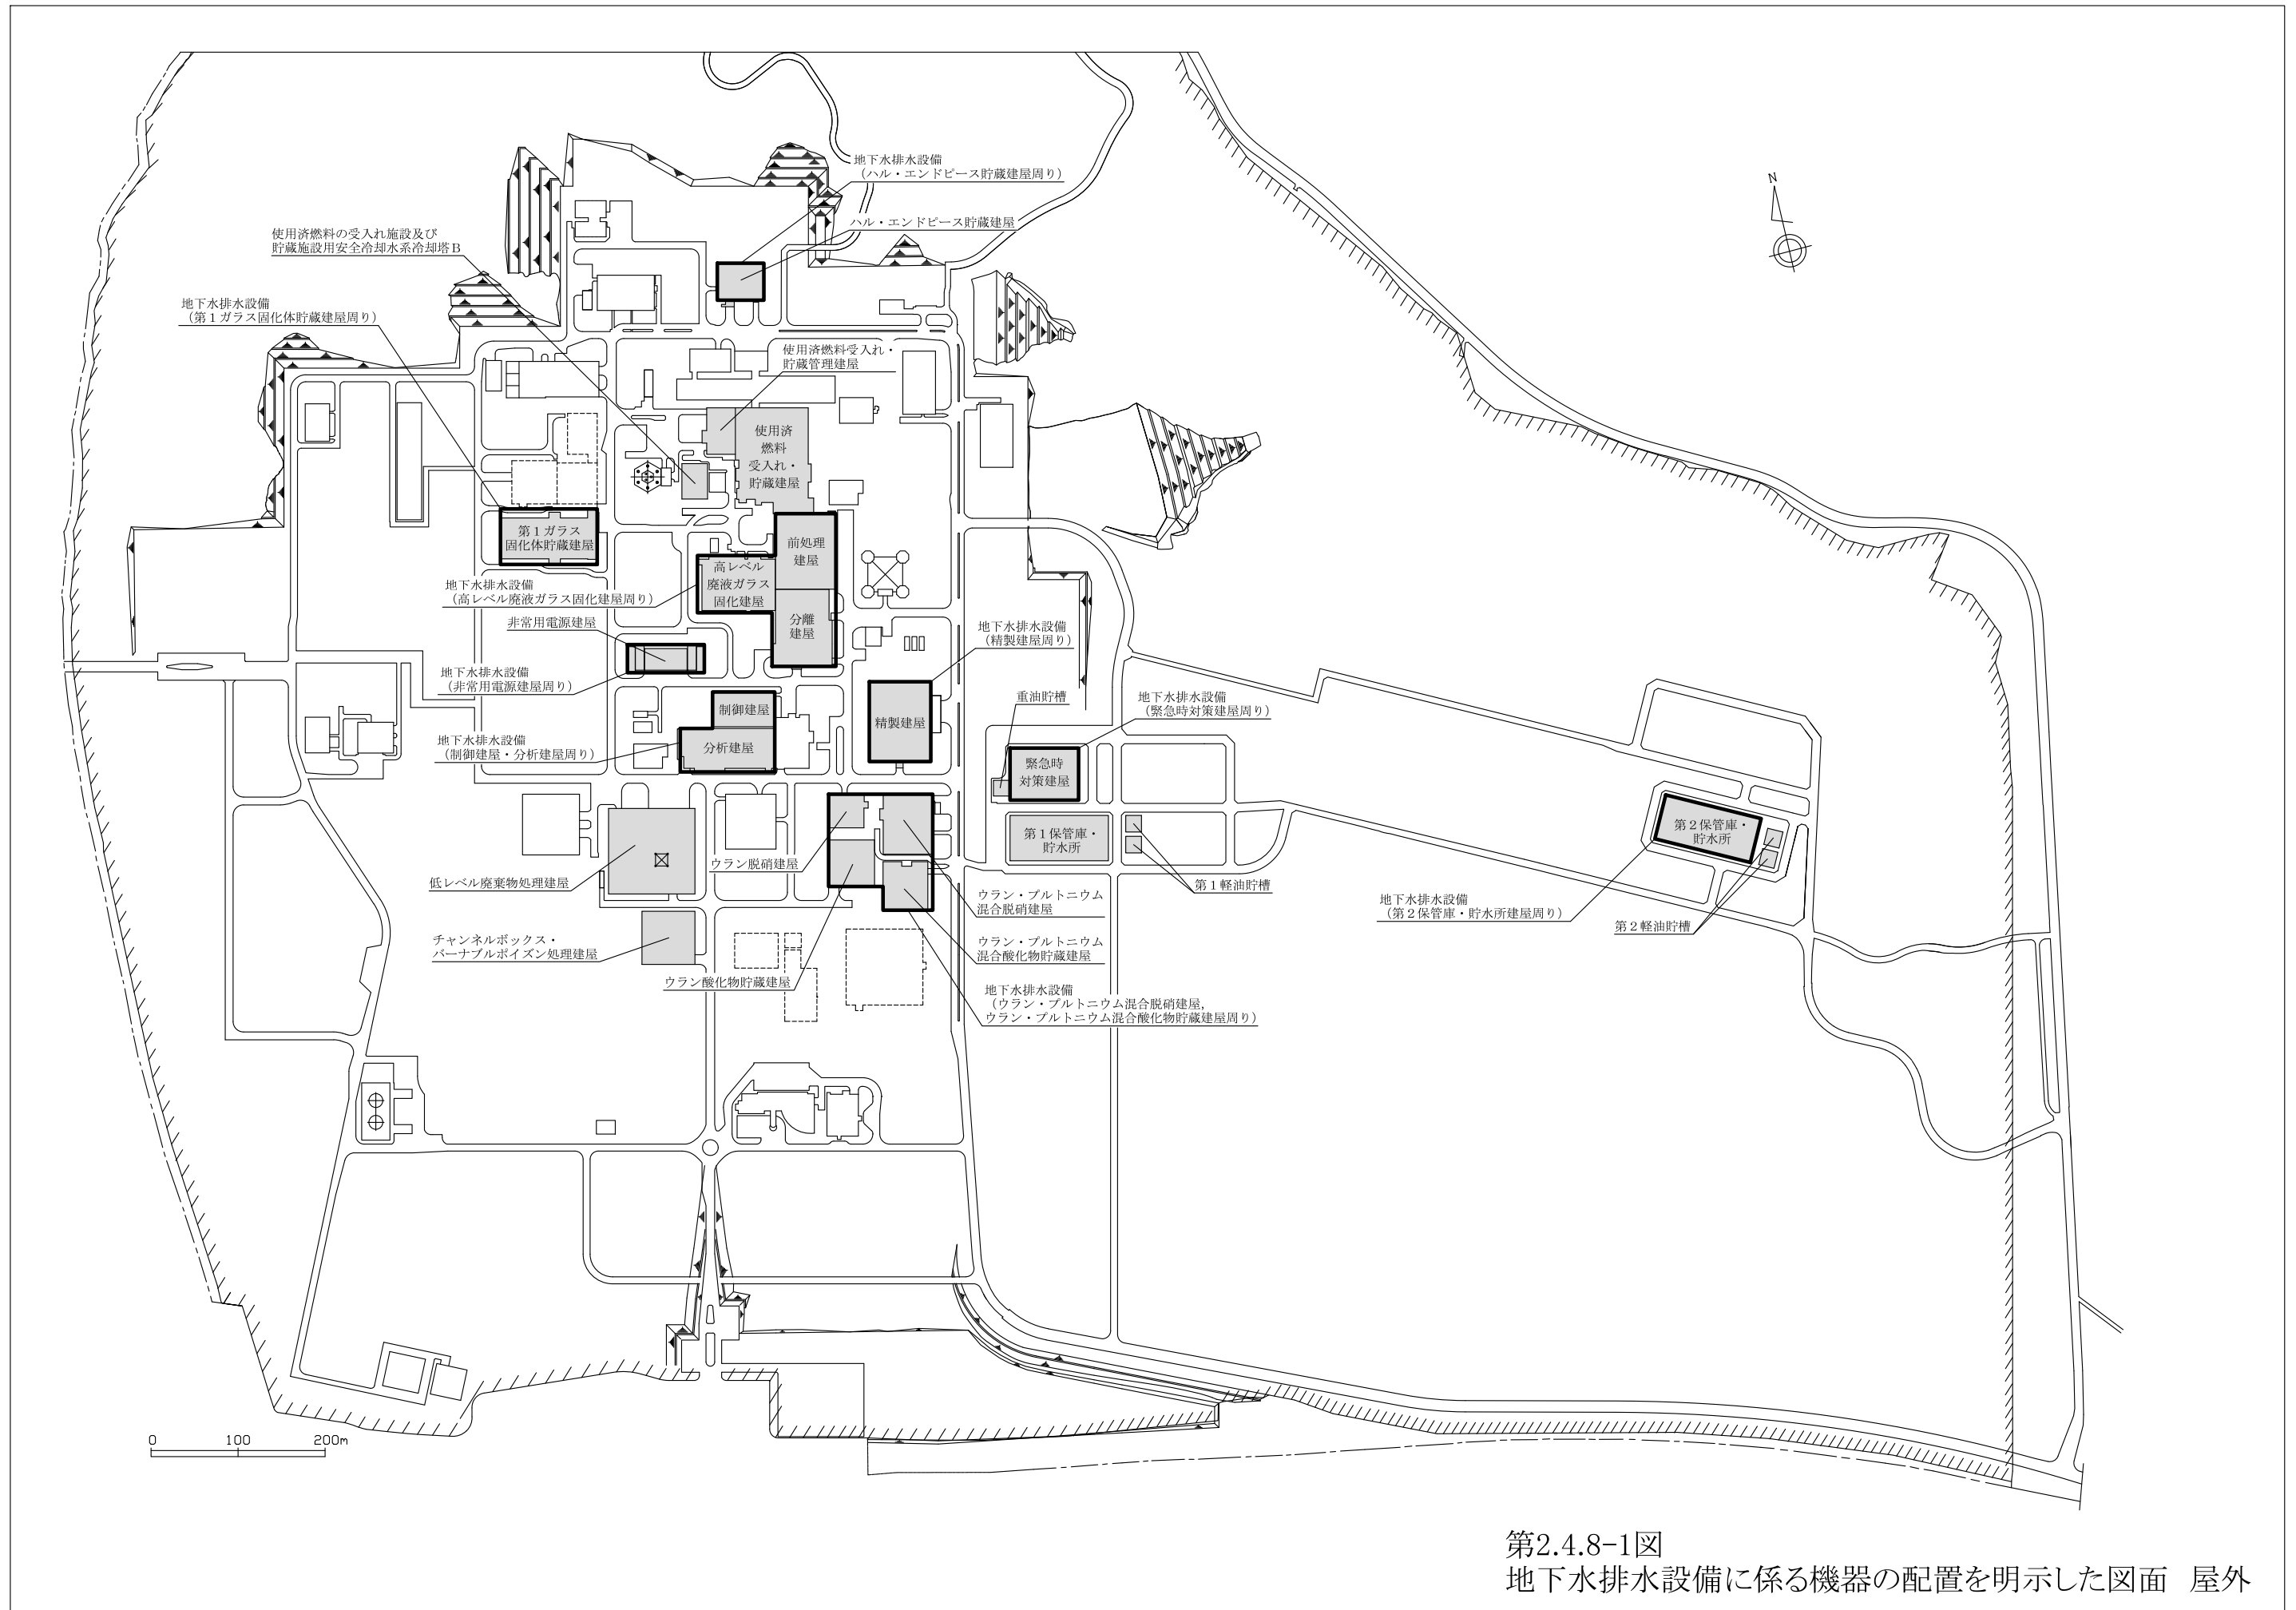 地下水排水設備
（ハル・エンドピース貯蔵建屋周り）
ハル・エンドピース貯蔵建屋
N
使用済燃料の受入れ施設及び
貯蔵施設用安全冷却水系冷却塔B
地下水排水設備
（第１ガラス固化体貯蔵建屋周り）
使用済燃料受入れ・
貯蔵管理建屋
使用済
燃料
受入れ・
貯蔵建屋
第１ガラス
固化体貯蔵建屋
前処理
建屋
高レベル
廃液ガラス
固化建屋
地下水排水設備
（高レベル廃液ガラス固化建屋周り）
分離
建屋
非常用電源建屋
地下水排水設備
（精製建屋周り）
地下水排水設備
（非常用電源建屋周り）
重油貯槽
地下水排水設備
（緊急時対策建屋周り）
制御建屋
精製建屋
地下水排水設備
（制御建屋・分析建屋周り）
分析建屋
緊急時
対策建屋
第１保管庫・
貯水所
第２保管庫・
貯水所
ウラン脱硝建屋
低レベル廃棄物処理建屋
第１軽油貯槽
ウラン・プルトニウム
混合脱硝建屋
地下水排水設備
（第２保管庫・貯水所建屋周り）
第２軽油貯槽
チャンネルボックス・
バーナブルポイズン処理建屋
ウラン・プルトニウム
混合酸化物貯蔵建屋
ウラン酸化物貯蔵建屋
地下水排水設備
（ウラン・プルトニウム混合脱硝建屋，
ウラン・プルトニウム混合酸化物貯蔵建屋周り）
0 100 200m
第2.4.8-1図
地下水排水設備に係る機器の配置を明示した図面　屋外